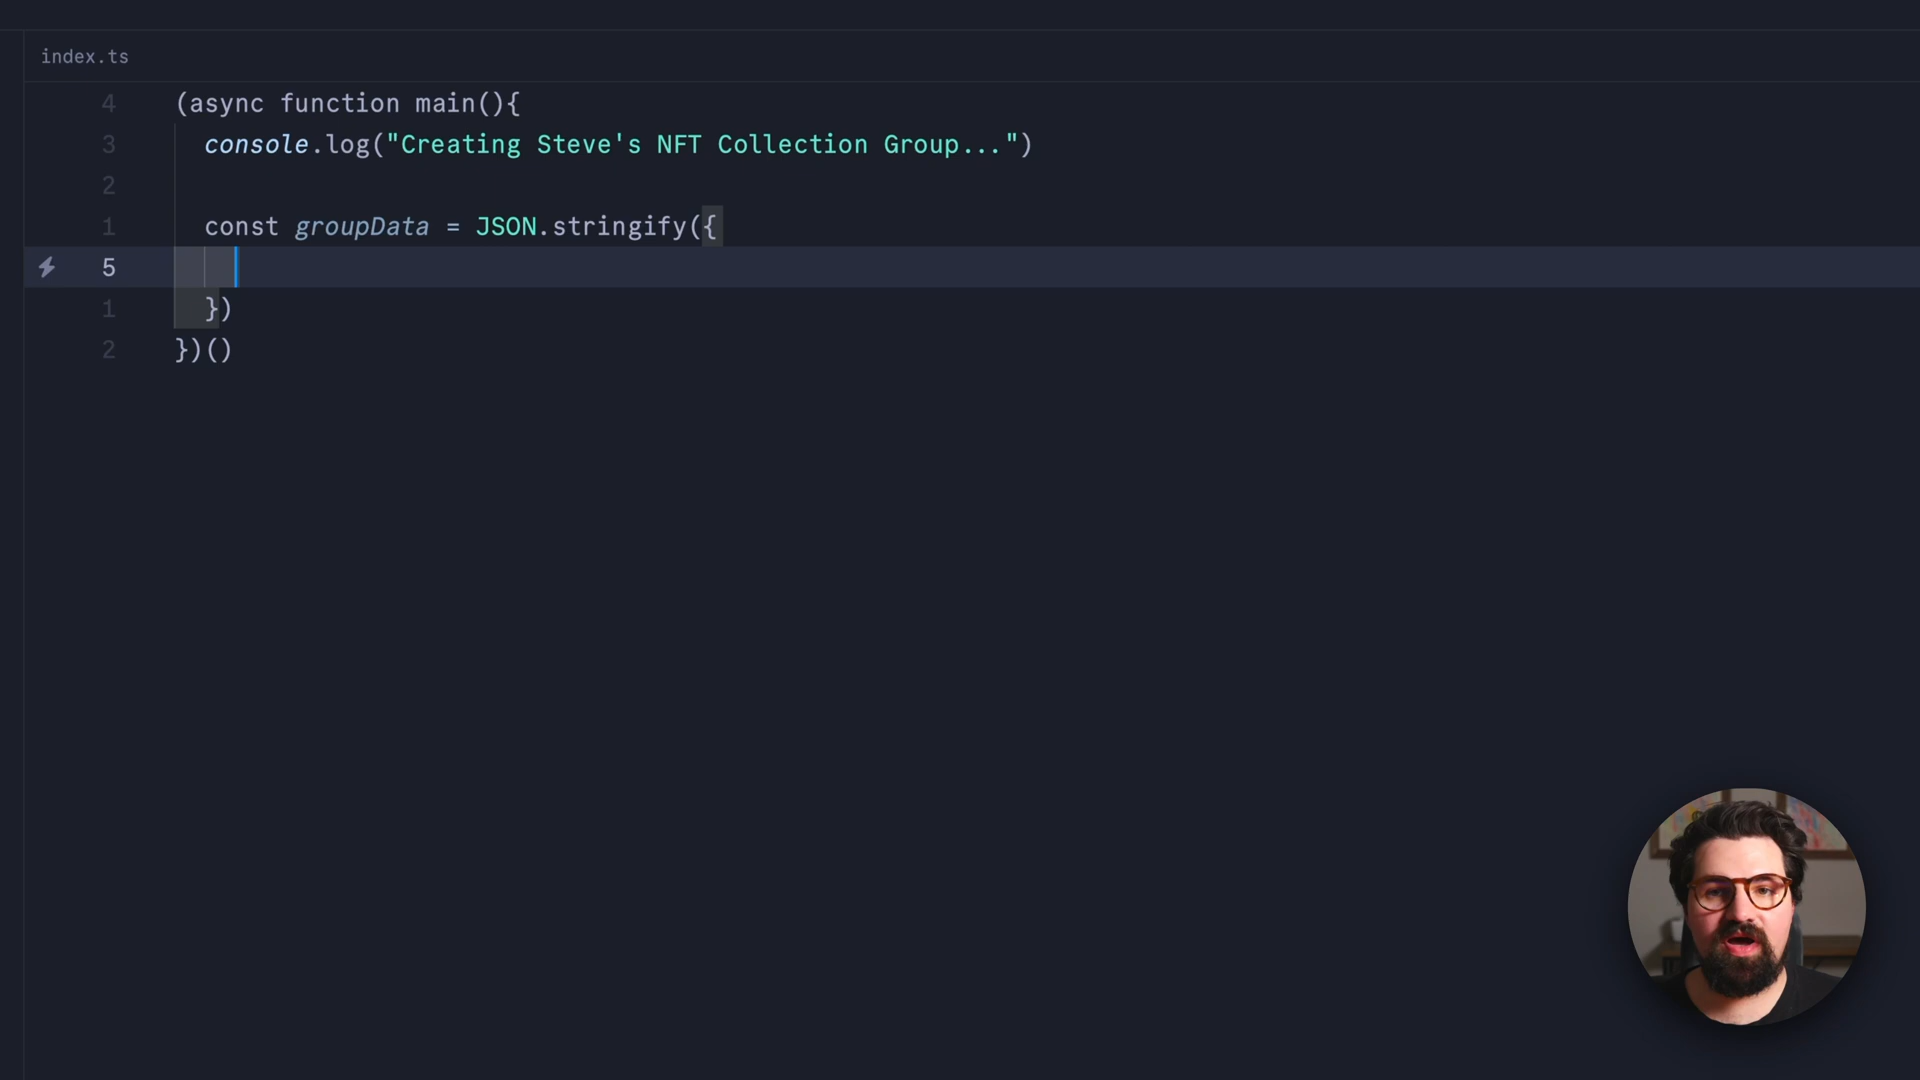 index.ts
4 (async function main(){
3 console.log("Creating Steve's NFT Collection Group...")
2
1 const groupData = JSON.stringify({
5
1 })
2 })()